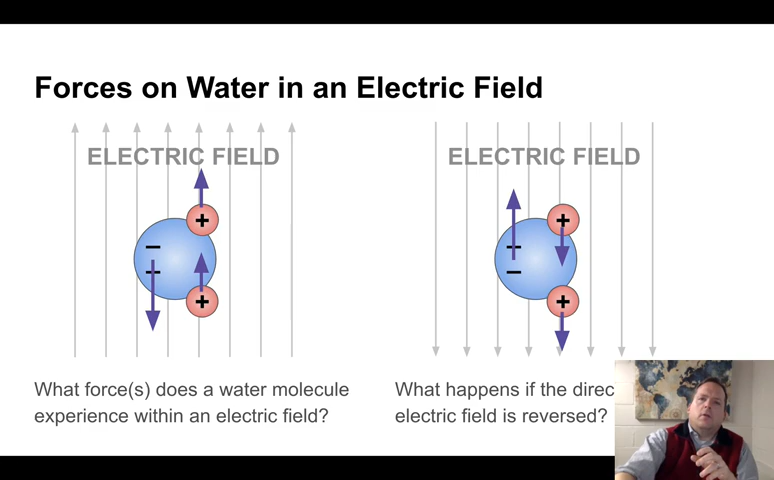 Forces on Water in an Electric Field
ELECTRIC FIELD
+
−
−
+
What force(s) does a water molecule
experience within an electric field?
ELECTRIC FIELD
+
−
−
+
What happens if the direc
electric field is reversed?